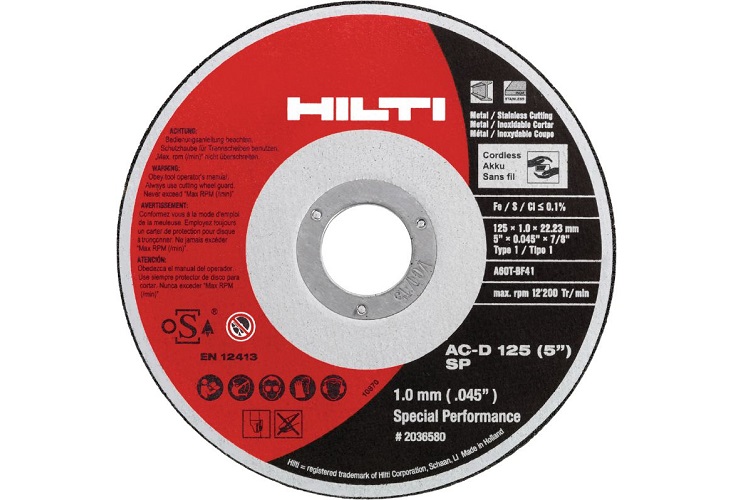 HILTI
ACHTUNG:
Bedienungsanleitung beachten.
Schutzhaube für Trennscheiben benutzen.
„Max. rpm (/min)" nicht überschreiten.
WARNING:
Obey tool operator's manual.
Always use cutting wheel guard.
Never exceed "Max RPM (/min)"
AVERTISSEMENT:
Conformez vous à la mode d'emploi
de la meuleuse. Employez toujours
un carter de protection pour disque
à tronçonner. Ne jamais excéder
"Max RPM (/min)"
ATENCIÓN:
Obedezca el manual del operador.
Use siempre protector de disco para
cortar. Nunca exceder "Max RPM
(/min)"
oSA
EN 12413
STAINLESS
Metal / Stainless Cutting
Metal / Inoxidable Cortar
Métal / Inoxydable Coupe
Cordless
Akku
Sans fil
Fe / S / Cl ≤ 0.1%
125 × 1.0 × 22.23 mm
5" × 0.045" × 7/8"
Type 1 / Tipo 1
A60T-BF41
max. rpm 12'200 Tr/min
AC-D 125 (5")
SP
1.0 mm ( .045" )
Special Performance
# 2036580
Hilti = registered trademark of Hilti Corporation, Schaan, LI Made in Holland